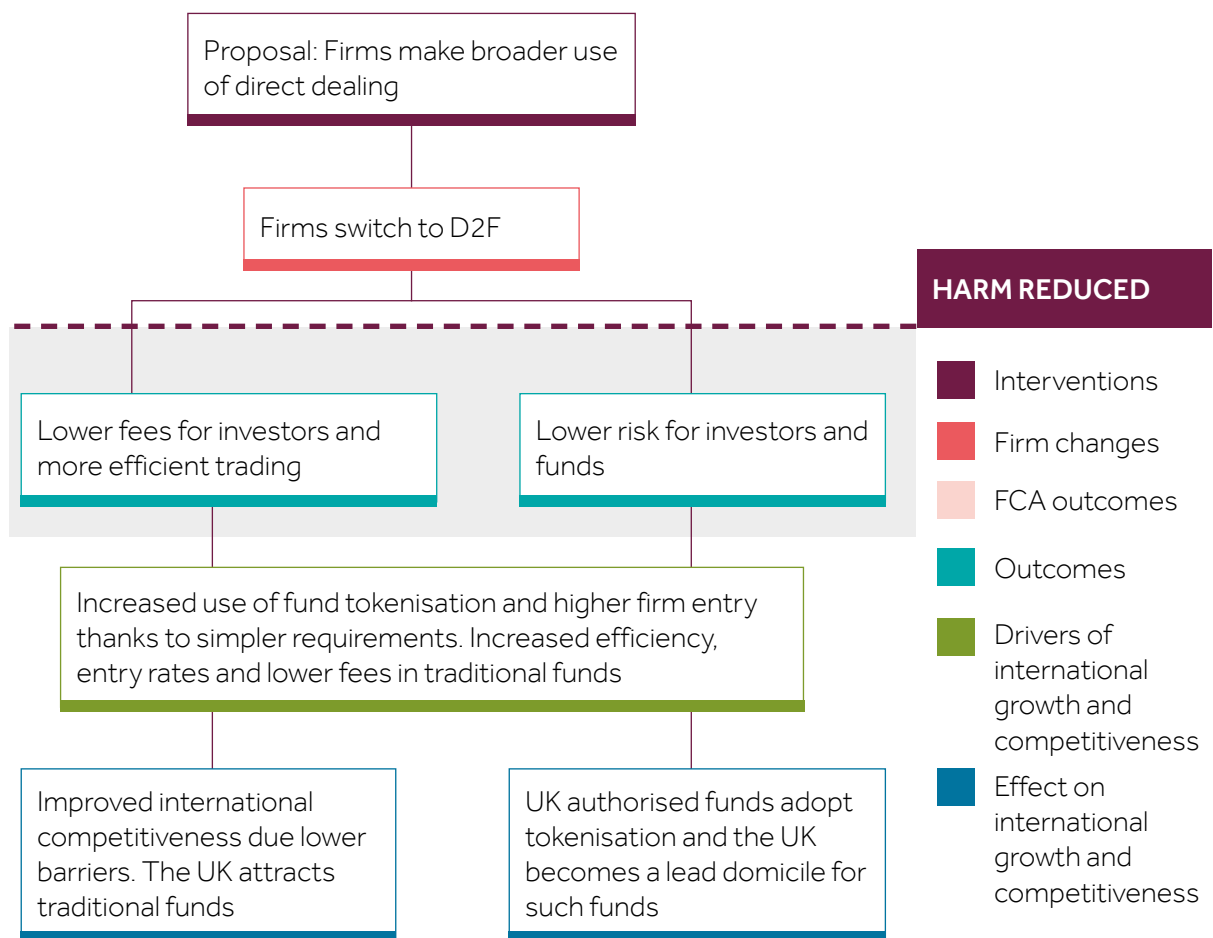 Proposal: Firms make broader use
of direct dealing
Firms switch to D2F
HARM REDUCED
Lower fees for investors and
more efficient trading
Lower risk for investors and
funds
Increased use of fund tokenisation and higher firm entry
thanks to simpler requirements. Increased efficiency,
entry rates and lower fees in traditional funds
Improved international
competitiveness due lower
barriers. The UK attracts
traditional funds
UK authorised funds adopt
tokenisation and the UK
becomes a lead domicile for
such funds
Interventions
Firm changes
FCA outcomes
Outcomes
Drivers of
international
growth and
competitiveness
Effect on
international
growth and
competitiveness